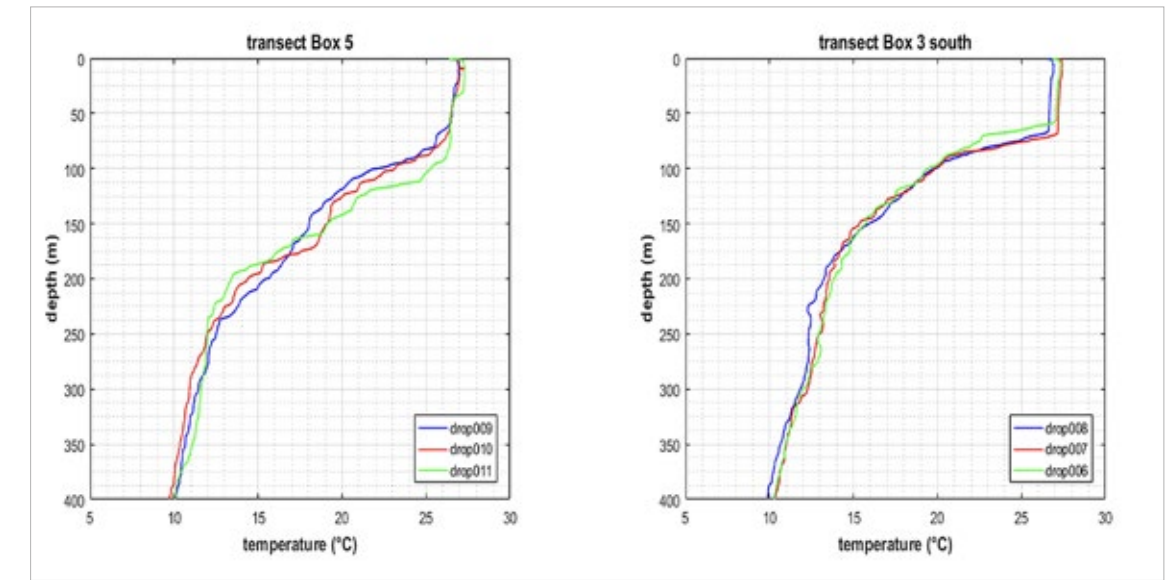 transect Box 5
0
50
100
150
200
250
300
350
400
depth (m)
5 10 15 20 25 30
temperature (°C)
drop009
drop010
drop011
transect Box 3 south
0
50
100
150
200
250
300
350
400
depth (m)
5 10 15 20 25 30
temperature (°C)
drop008
drop007
drop006